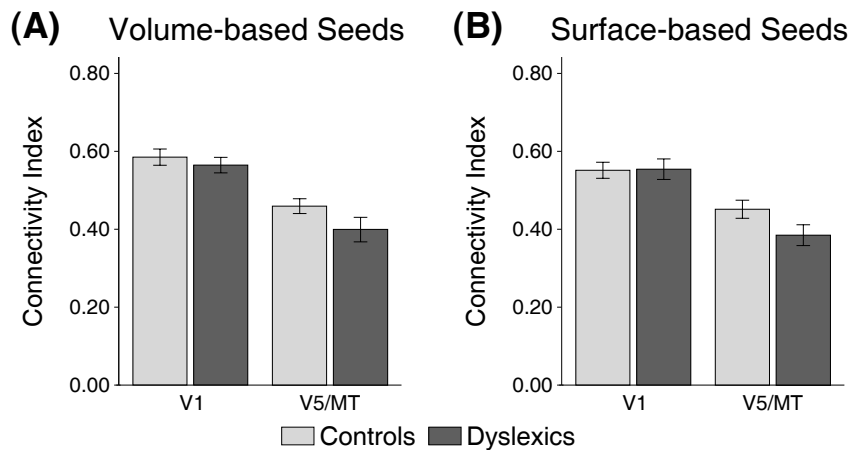 (A) Volume-based Seeds
Connectivity Index
0.80
0.60
0.40
0.20
0.00
V1 V5/MT
(B) Surface-based Seeds
Connectivity Index
0.80
0.60
0.40
0.20
0.00
V1 V5/MT
Controls Dyslexics